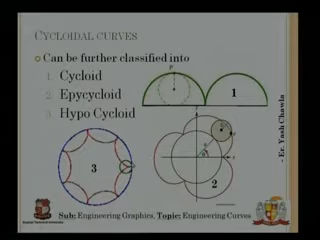 CYCLOIDAL CURVES
Can be further classified into
1. Cycloid
2. Epycycloid
3. Hypo Cycloid
P
1
2
3
- Er. Yash Chawla
Sub: Engineering Graphics, Topic: Engineering Curves